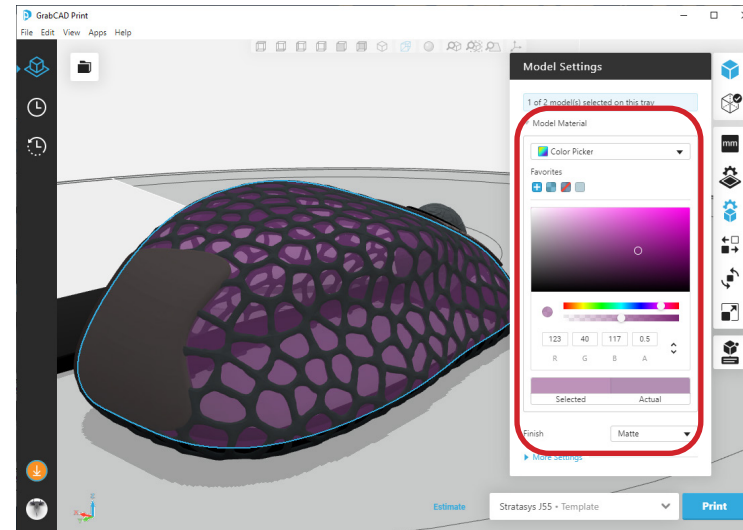 GrabCAD Print
File Edit View Apps Help
Model Settings
1 of 2 model(s) selected on this tray
Model Material
Color Picker
Favorites
mm
123 40 117 0.5
R G B A
Selected Actual
Finish Matte
More Settings
Estimate Stratasys J55 • Template Print